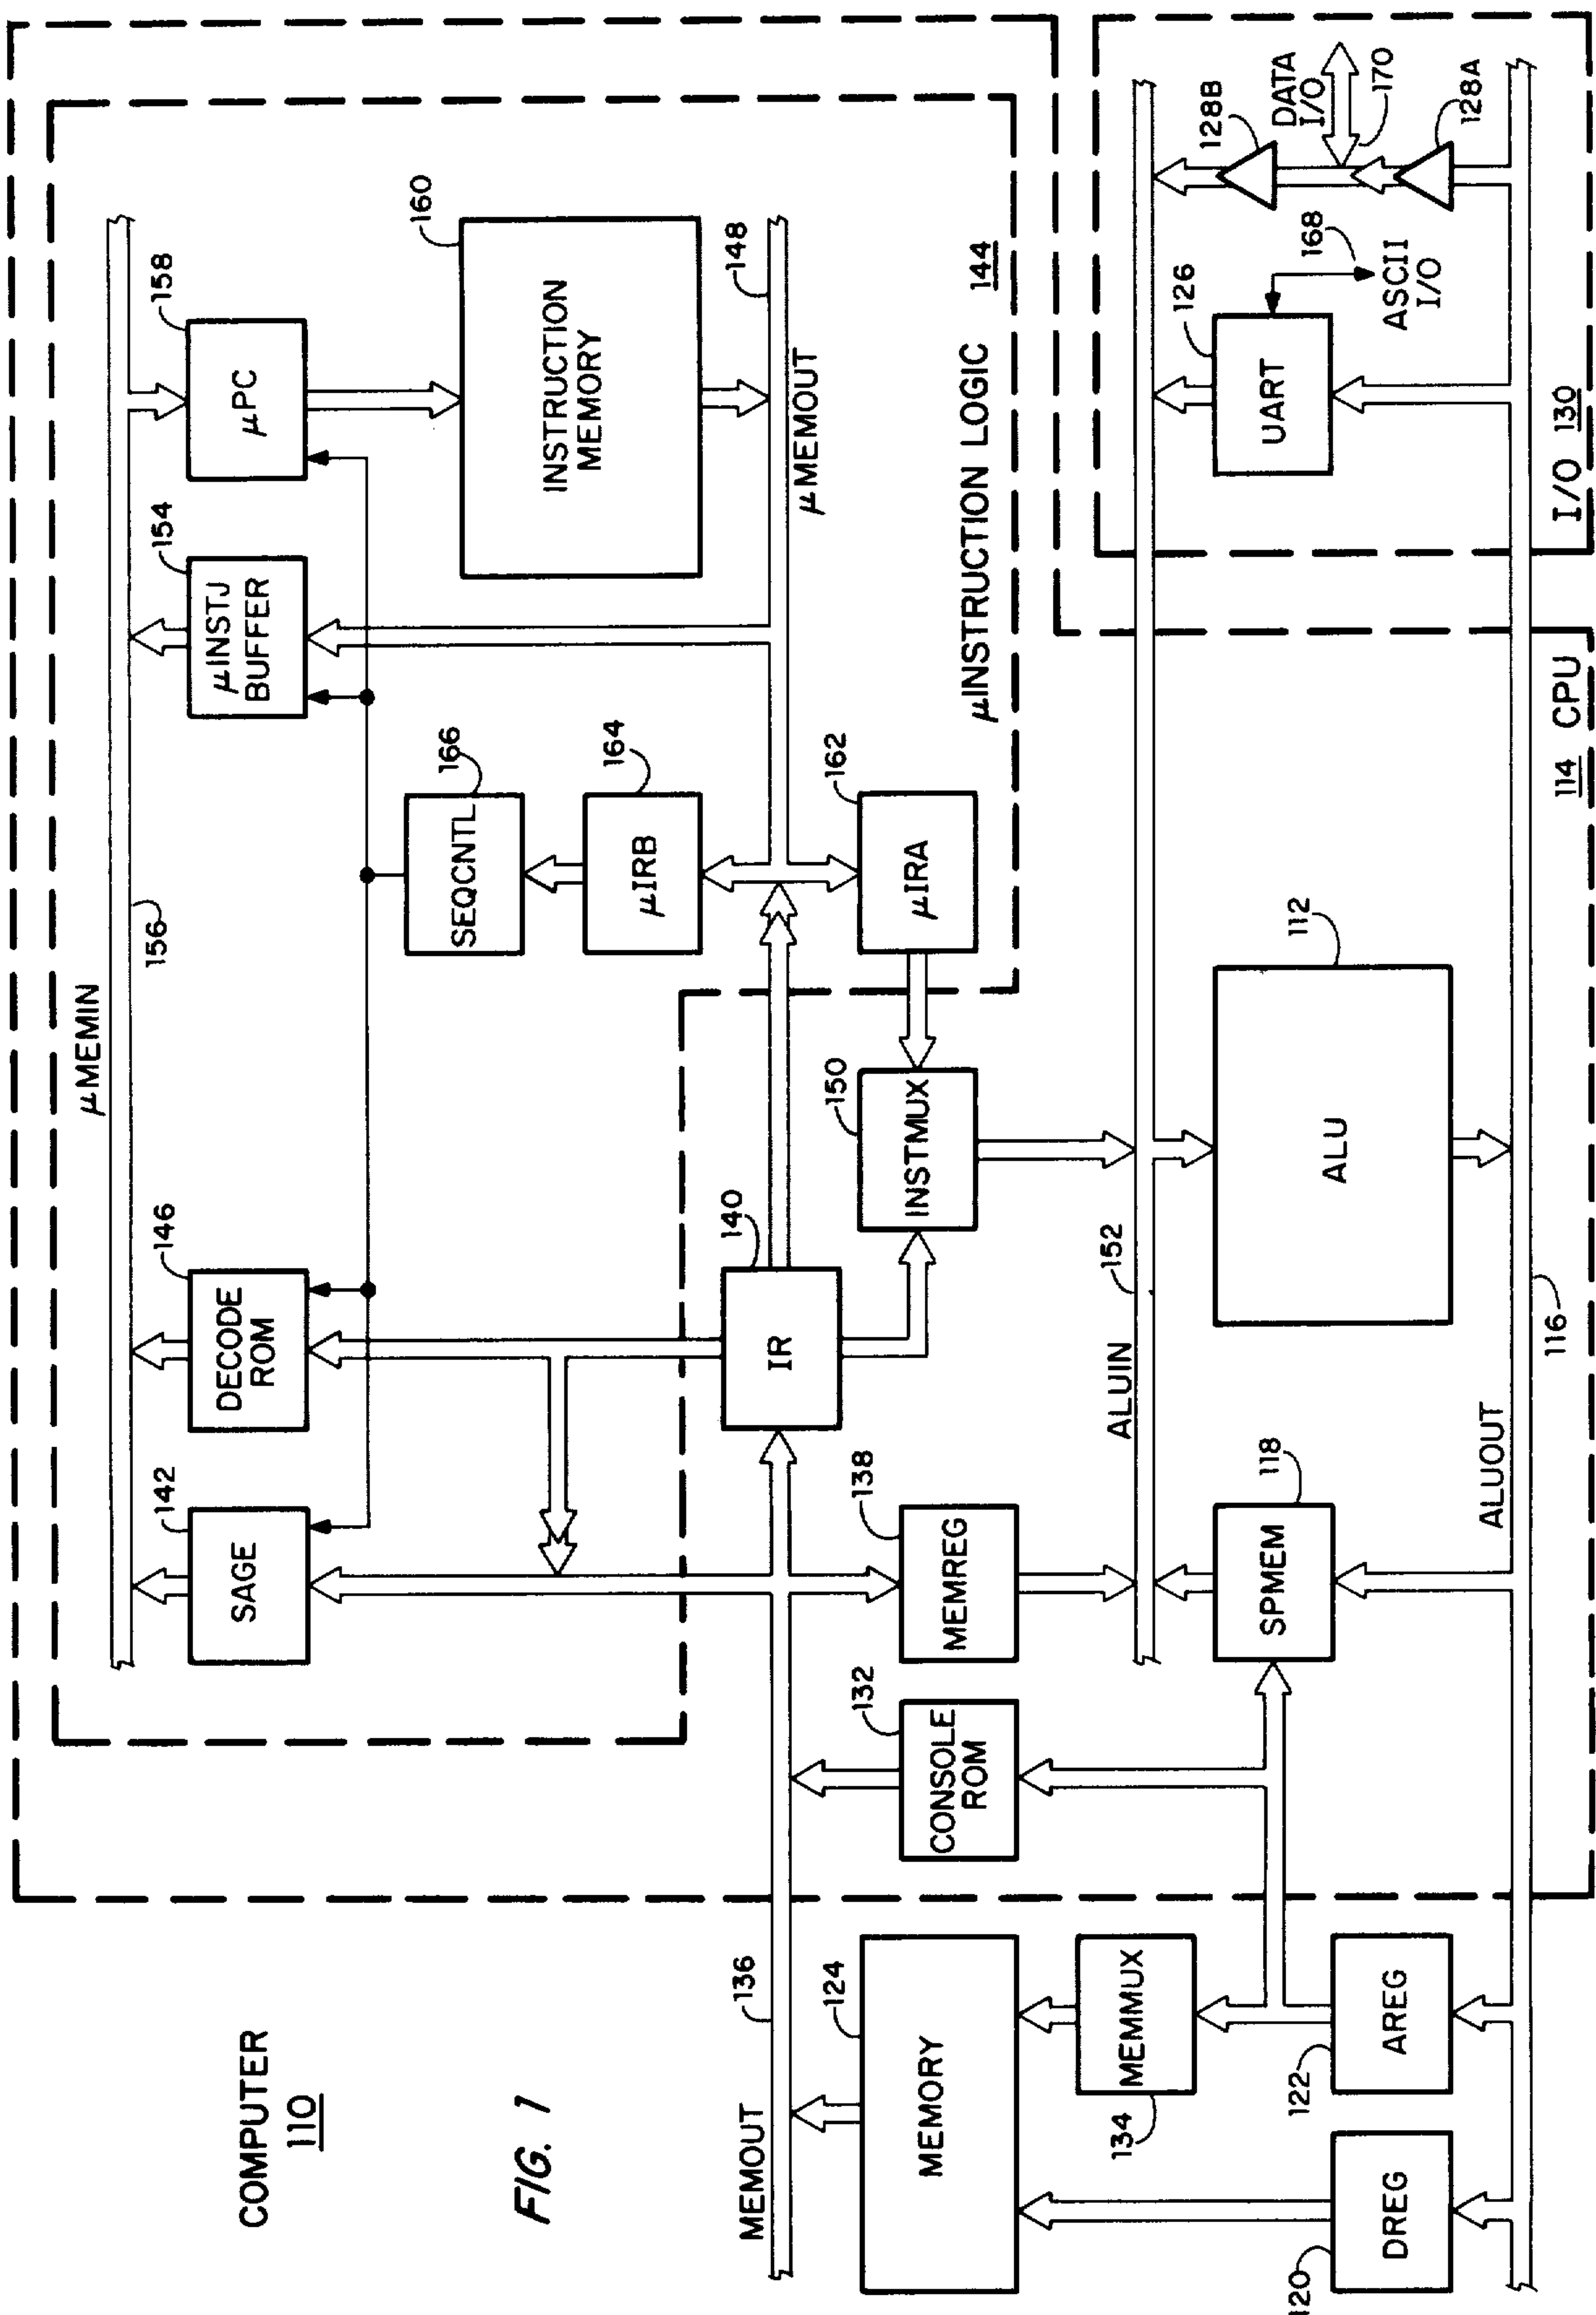 COMPUTER
110
FIG. 1
μMEMIN
156
SAGE
142
DECODE
ROM
146
μINSTJ
BUFFER
154
μPC
158
SEQCNTL
166
μIRB
164
INSTRUCTION
MEMORY
160
MEMOUT
136
IR
140
148
μMEMOUT
MEMORY
124
CONSOLE
ROM
132
MEMREG
138
INSTMUX
150
μIRA
162
μINSTRUCTION LOGIC
144
MEMMUX
134
ALUIN
152
128B
DATA
I/O
170
DREG
120
AREG
122
SPMEM
118
ALU
112
UART
126
168
ASCII
I/O
128A
ALUOUT
116
114 CPU
I/O 130